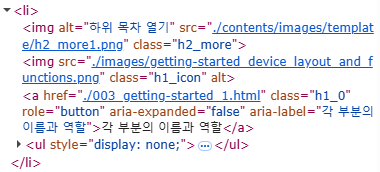 ▼<li>
<img alt="하위 목차 열기" src="./contents/images/templat
e/h2_more1.png" class="h2_more">
<img src="./images/getting-started_device_layout_and_f
unctions.png" class="h1_icon" alt>
<a href="./003_getting-started_1.html" class="h1_0"
role="button" aria-expanded="false" aria-label="각 부분의
이름과 역할">각 부분의 이름과 역할</a>
▶<ul style="display: none;">⋯</ul>
</li>